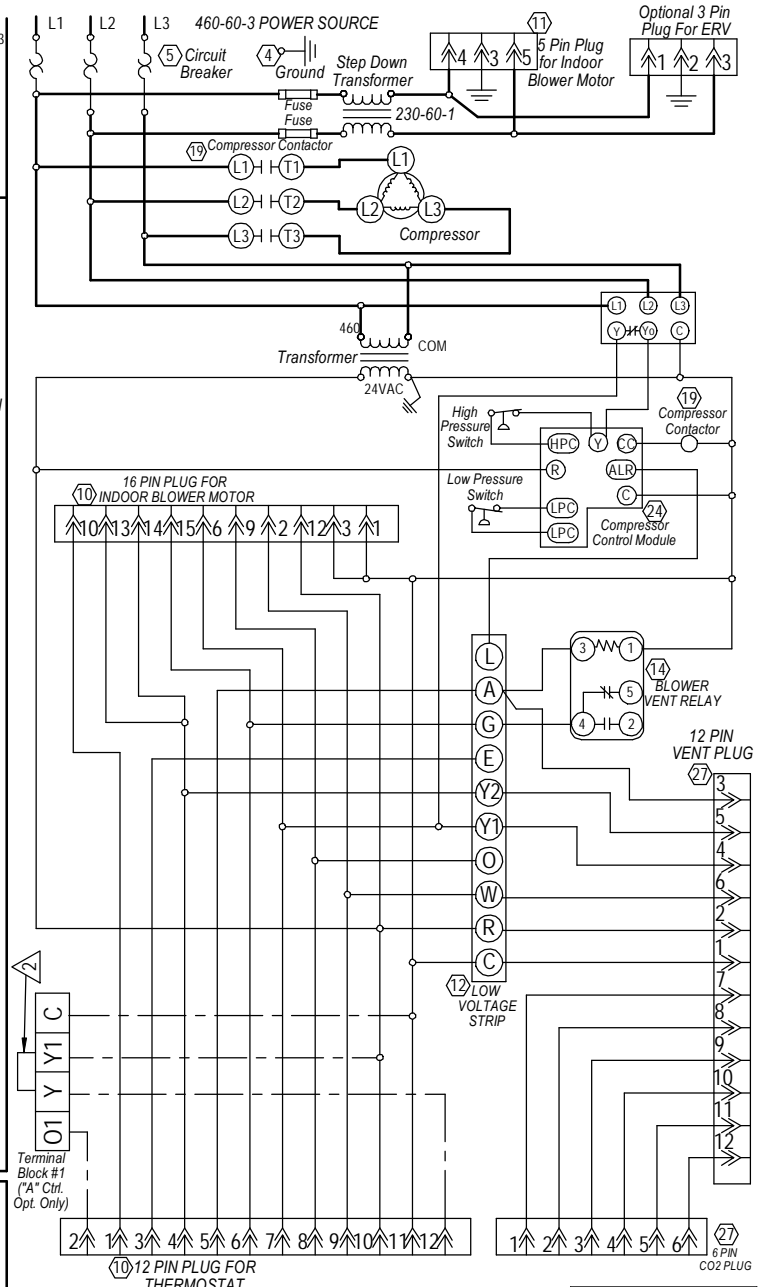 L1 L2 L3 460-60-3 POWER SOURCE
11
Optional 3 Pin
Plug For ERV
5 Circuit
Breaker
4
Ground
Step Down
Transformer
4 3 5
5 Pin Plug
for Indoor
Blower Motor
1 2 3
Fuse
Fuse
230-60-1
19 Compressor Contactor
L1 T1
L2 T2
L3 T3
L1
L2 L3
Compressor
L1 L2 L3
Y Yo C
460
COM
Transformer
24VAC
High
Pressure
Switch
19
Compressor
Contactor
HPC Y CC
R ALR
Low Pressure
Switch
LPC C
LPC
24
Compressor
Control Module
10
16 PIN PLUG FOR
INDOOR BLOWER MOTOR
10 13 14 15 6 9 2 12 3 1
L
A
G
E
Y2
Y1
O
W
R
C
12 LOW
VOLTAGE
STRIP
3 1
5
4 2
14
BLOWER
VENT RELAY
12 PIN
VENT PLUG
27
3
5
4
6
2
1
7
8
9
10
11
12
2
C
Y1
Y
O1
Terminal
Block #1
("A" Ctrl.
Opt. Only)
2 1 3 4 5 6 7 8 9 10 11 12
10 12 PIN PLUG FOR
THERMOSTAT
1 2 3 4 5 6
27
6 PIN
CO2 PLUG